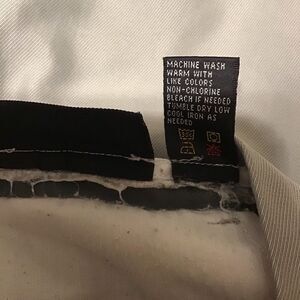 MACHINE WASH
WARM WITH
LIKE COLORS
NON-CHLORINE
BLEACH IF NEEDED
TUMBLE DRY LOW
COOL IRON AS
NEEDED